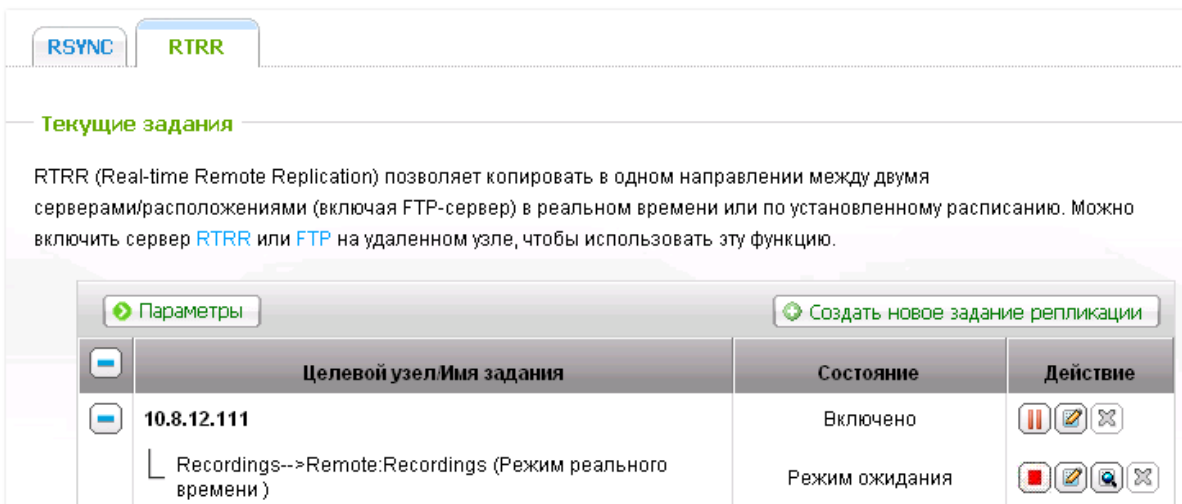 RSYNC RTRR
Текущие задания
RTRR (Real-time Remote Replication) позволяет копировать в одном направлении между двумя
серверами/расположениями (включая FTP-сервер) в реальном времени или по установленному расписанию. Можно
включить сервер RTRR или FTP на удаленном узле, чтобы использовать эту функцию.
Параметры Создать новое задание репликации
Целевой узел/Имя задания Состояние Действие
10.8.12.111 Включено
Recordings-->Remote:Recordings (Режим реального
времени ) Режим ожидания